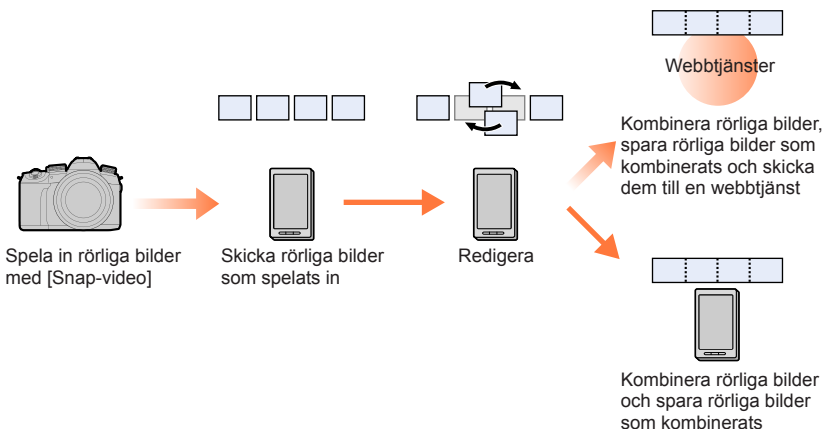 Webbtjänster
Kombinera rörliga bilder,
spara rörliga bilder som
kombinerats och skicka
dem till en webbtjänst
Spela in rörliga bilder
med [Snap-video]
Skicka rörliga bilder
som spelats in
Redigera
Kombinera rörliga bilder
och spara rörliga bilder
som kombinerats